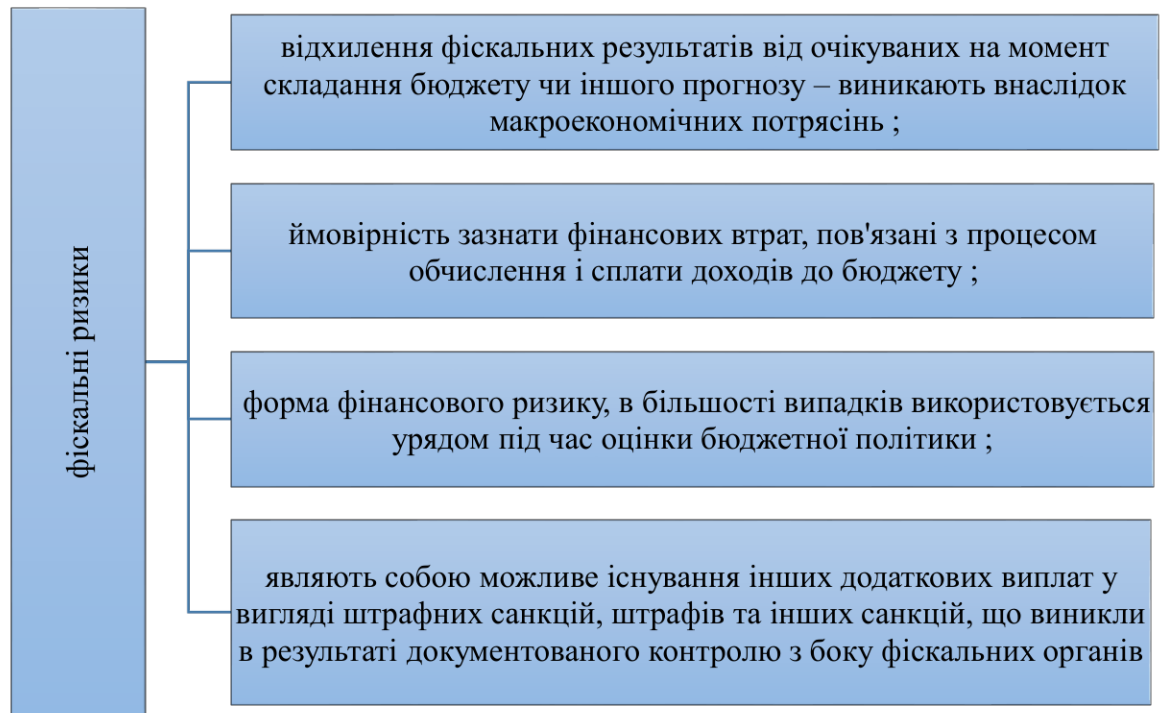 фіскальні ризики
відхилення фіскальних результатів від очікуваних на момент
складання бюджету чи іншого прогнозу – виникають внаслідок
макроекономічних потрясінь ;
ймовірність зазнати фінансових втрат, пов'язані з процесом
обчислення і сплати доходів до бюджету ;
форма фінансового ризику, в більшості випадків використовується
урядом під час оцінки бюджетної політики ;
являють собою можливе існування інших додаткових виплат у
вигляді штрафних санкцій, штрафів та інших санкцій, що виникли
в результаті документованого контролю з боку фіскальних органів